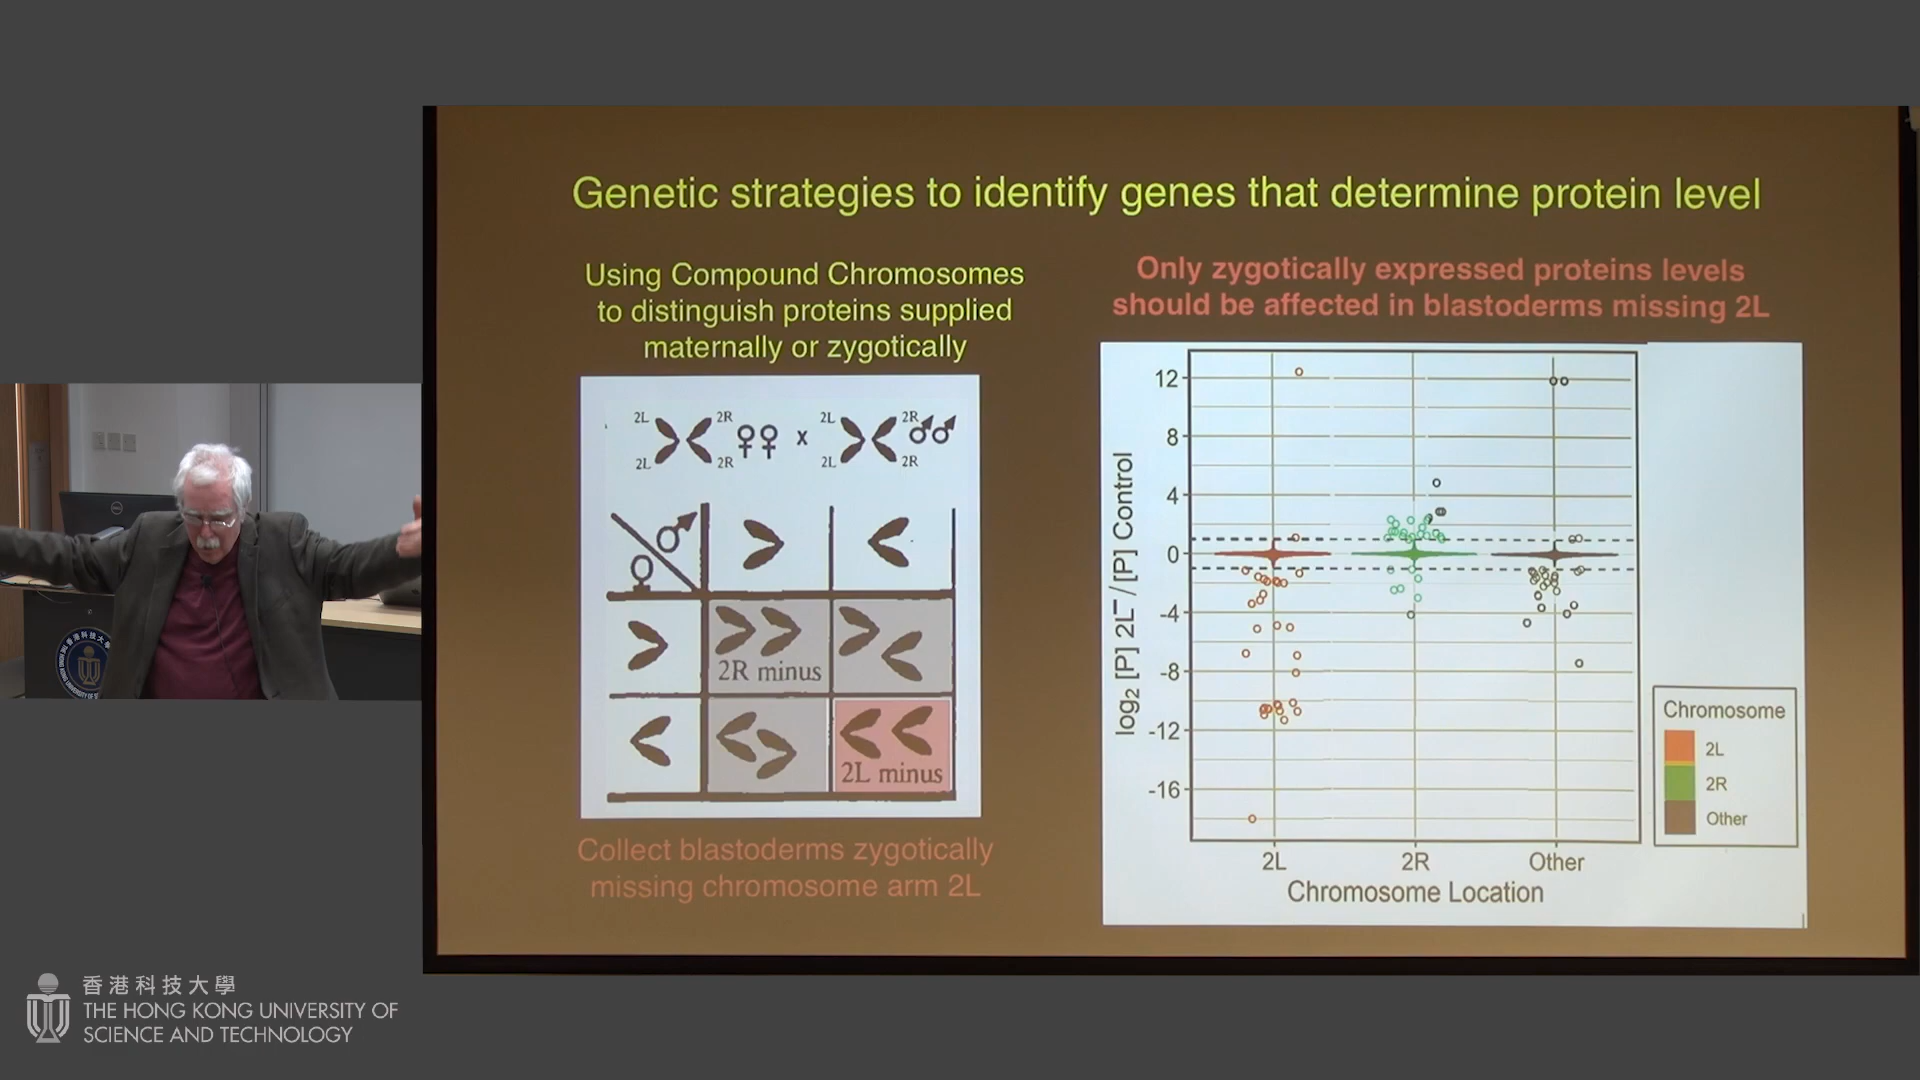 Genetic strategies to identify genes that determine protein level
Using Compound Chromosomes
to distinguish proteins supplied
maternally or zygotically
2L 2R 2L 2R
♀♀ x ♂♂
2L 2R 2L 2R
♂
♀
2R minus
2L minus
Collect blastoderms zygotically
missing chromosome arm 2L
Only zygotically expressed proteins levels
should be affected in blastoderms missing 2L
log₂ [P] 2L⁻/[P] Control
12
8
4
0
-4
-8
-12
-16
2L 2R Other
Chromosome Location
Chromosome
2L
2R
Other
DELL
香港科技大學
THE HONG KONG UNIVERSITY OF
SCIENCE AND TECHNOLOGY